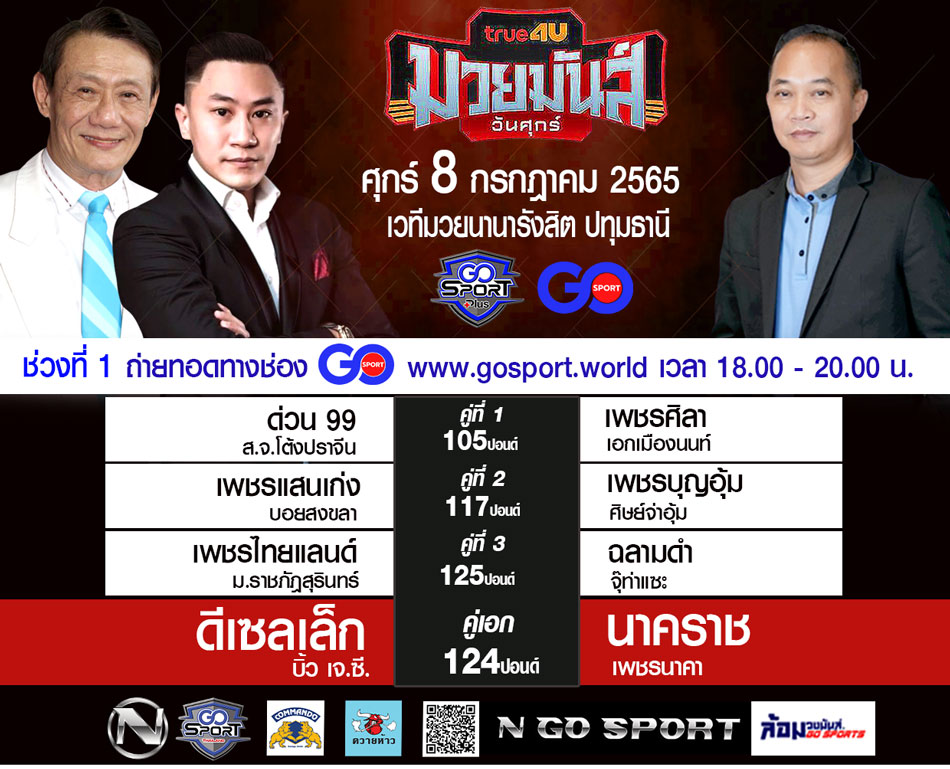 true4U
มวยมันส์
วันศุกร์
ศุกร์ 8 กรกฎาคม 2565
เวทีมวยนานารังสิต ปทุมธานี
GO SPORT Plus
GO SPORT
ช่วงที่ 1 ถ่ายทอดทางช่อง GO SPORT www.gosport.world เวลา 18.00 - 20.00 น.
ด่วน 99 คู่ที่ 1 เพชรศิลา
ส.จ.โต้งปราจีน 105ปอนด์ เอกเมืองนนท์
เพชรแสนเก่ง คู่ที่ 2 เพชรบุญอุ้ม
บอยสงขลา 117ปอนด์ ศิษย์จ่าอุ้ม
เพชรไทยแลนด์ คู่ที่ 3 ฉลามดำ
ม.ราชภัฏสุรินทร์ 125ปอนด์ จุ๊ท่าแซะ
ดีเซลเล็ก คู่เอก นาคราช
บิ้ว เจ.ซี. 124ปอนด์ เพชรนาคา
N
GO SPORT
COMMANDO
ควายท้าว
N GO SPORT
ล้อมวงมันส์.
GO SPORTS